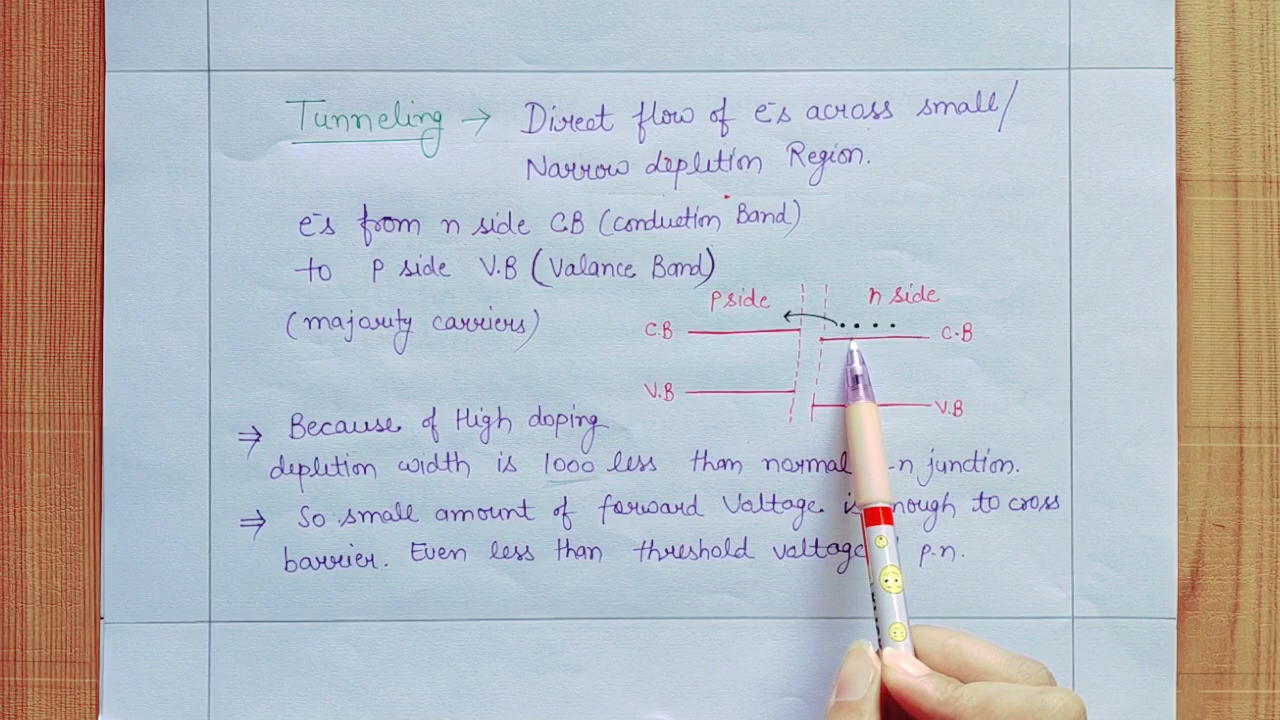 Tunneling → Direct flow of e⁻s across small/
Narrow depletion Region.
e⁻s from n side C.B (conduction Band)
to P side V.B (Valance Band)
(majority carriers)
p side n side
C.B C.B
V.B V.B
⇒ Because of High doping
depletion width is 1000 less than normal -n junction.
⇒ So small amount of forward Voltage enough to cross
barrier. Even less than threshold voltage p.n.